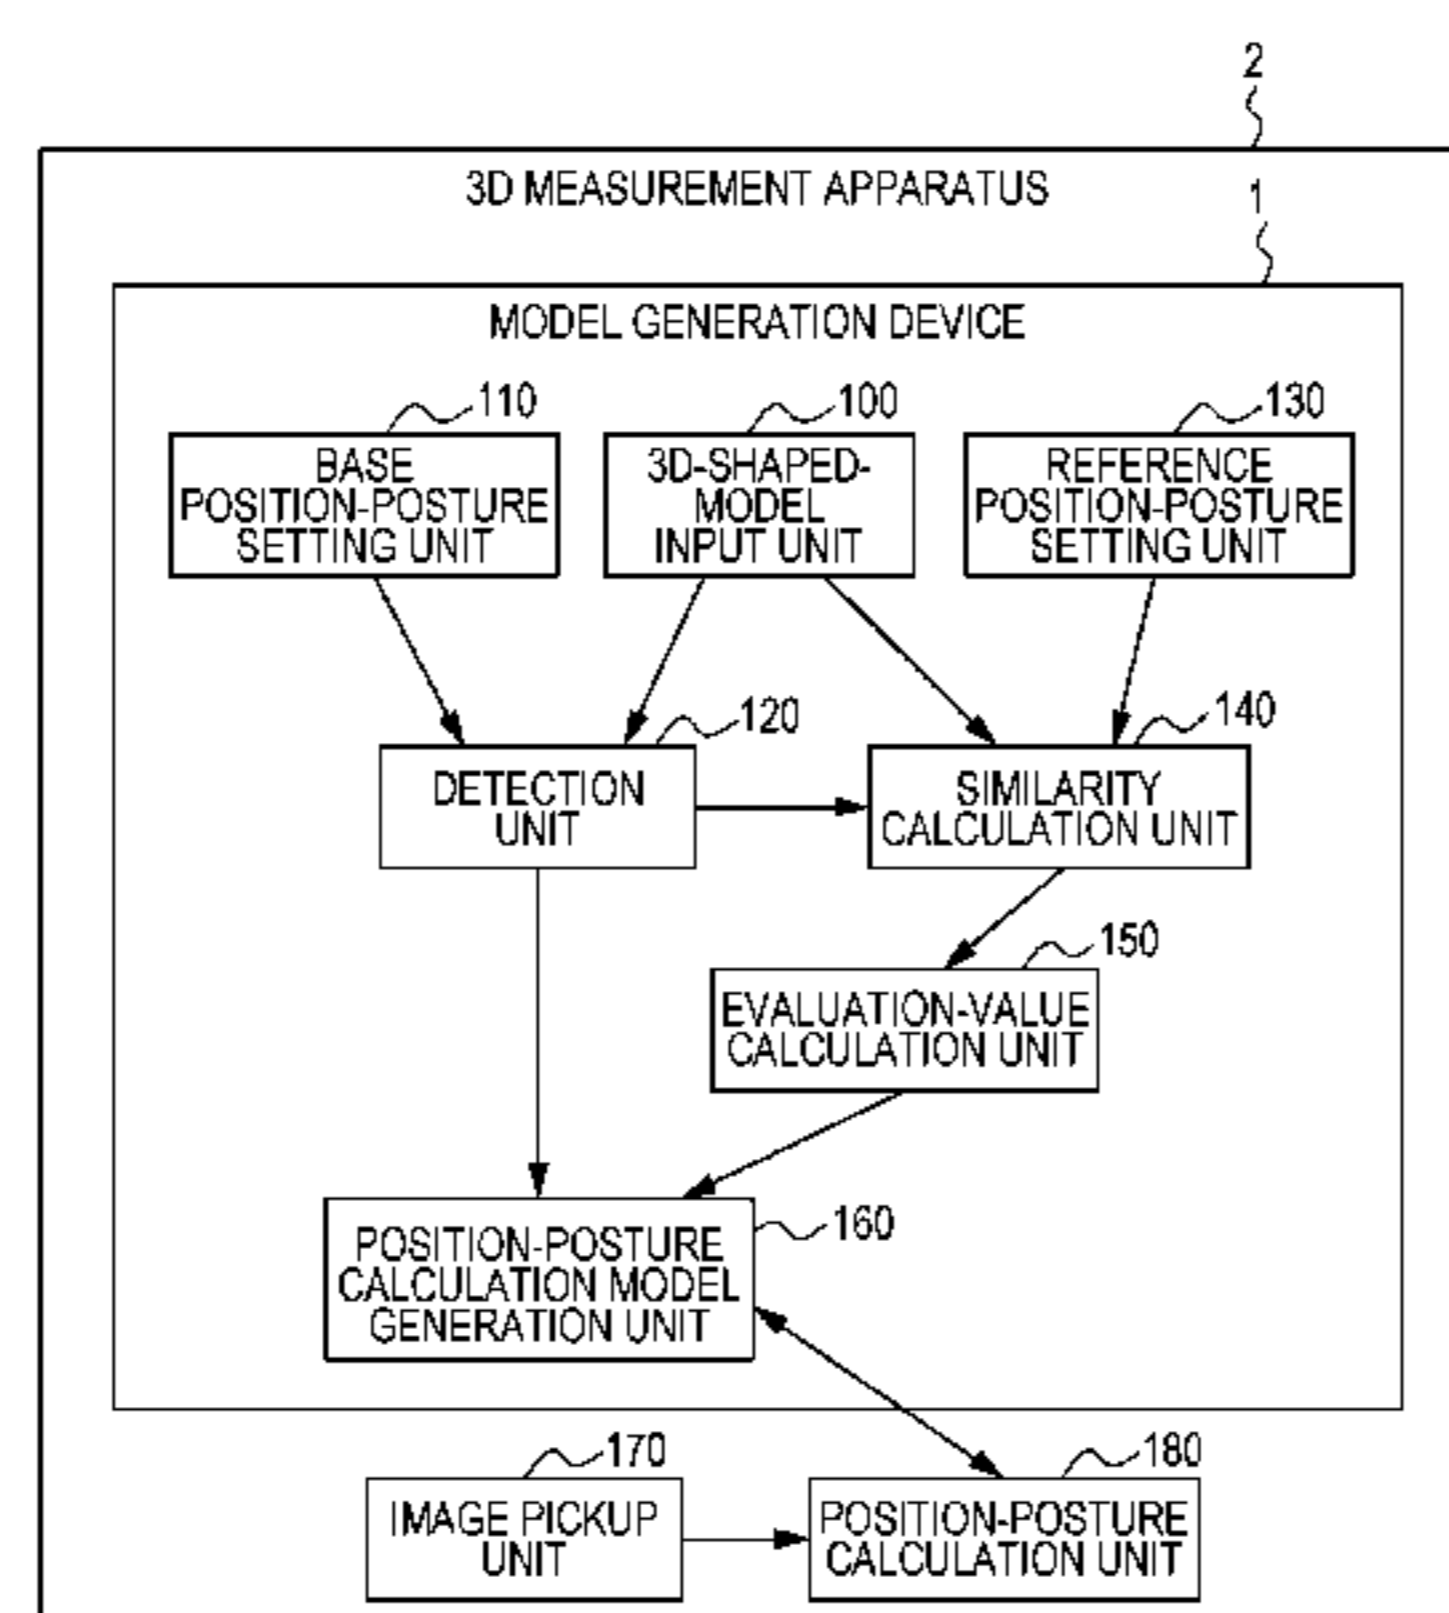 2
3D MEASUREMENT APPARATUS
1
MODEL GENERATION DEVICE
110
BASE
POSITION-POSTURE
SETTING UNIT
100
3D-SHAPED-
MODEL
INPUT UNIT
130
REFERENCE
POSITION-POSTURE
SETTING UNIT
120
DETECTION
UNIT
140
SIMILARITY
CALCULATION UNIT
150
EVALUATION-VALUE
CALCULATION UNIT
160
POSITION-POSTURE
CALCULATION MODEL
GENERATION UNIT
170
IMAGE PICKUP
UNIT
180
POSITION-POSTURE
CALCULATION UNIT